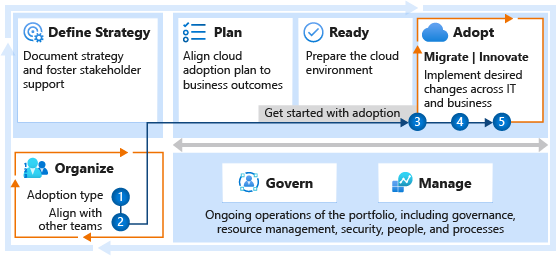 Define Strategy
Document strategy
and foster stakeholder
support
Plan
Align cloud
adoption plan to
business outcomes
Ready
Prepare the cloud
environment
Adopt
Migrate | Innovate
Implement desired
changes across IT
and business
Get started with adoption
3
4
5
Organize
Adoption type
1
Align with
other teams
2
Govern
Manage
Ongoing operations of the portfolio, including governance,
resource management, security, people, and processes